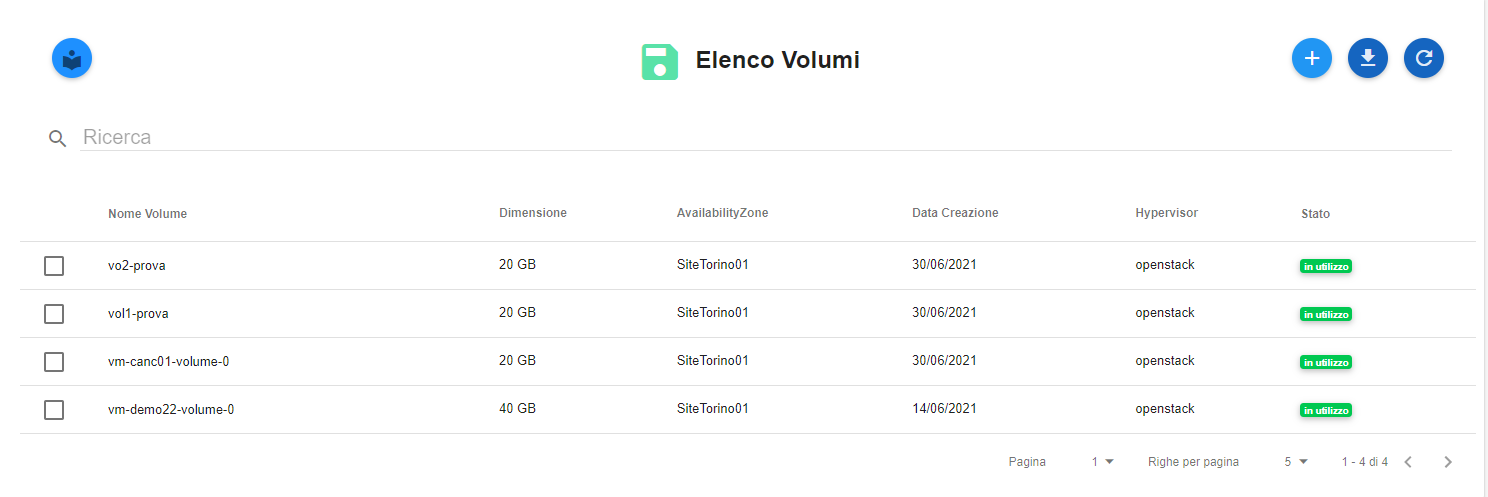 Elenco Volumi
Ricerca
Nome Volume Dimensione AvailabilityZone Data Creazione Hypervisor Stato
vo2-prova 20 GB SiteTorino01 30/06/2021 openstack in utilizzo
vol1-prova 20 GB SiteTorino01 30/06/2021 openstack in utilizzo
vm-canc01-volume-0 20 GB SiteTorino01 30/06/2021 openstack in utilizzo
vm-demo22-volume-0 40 GB SiteTorino01 14/06/2021 openstack in utilizzo
Pagina 1 Righe per pagina 5 1 - 4 di 4